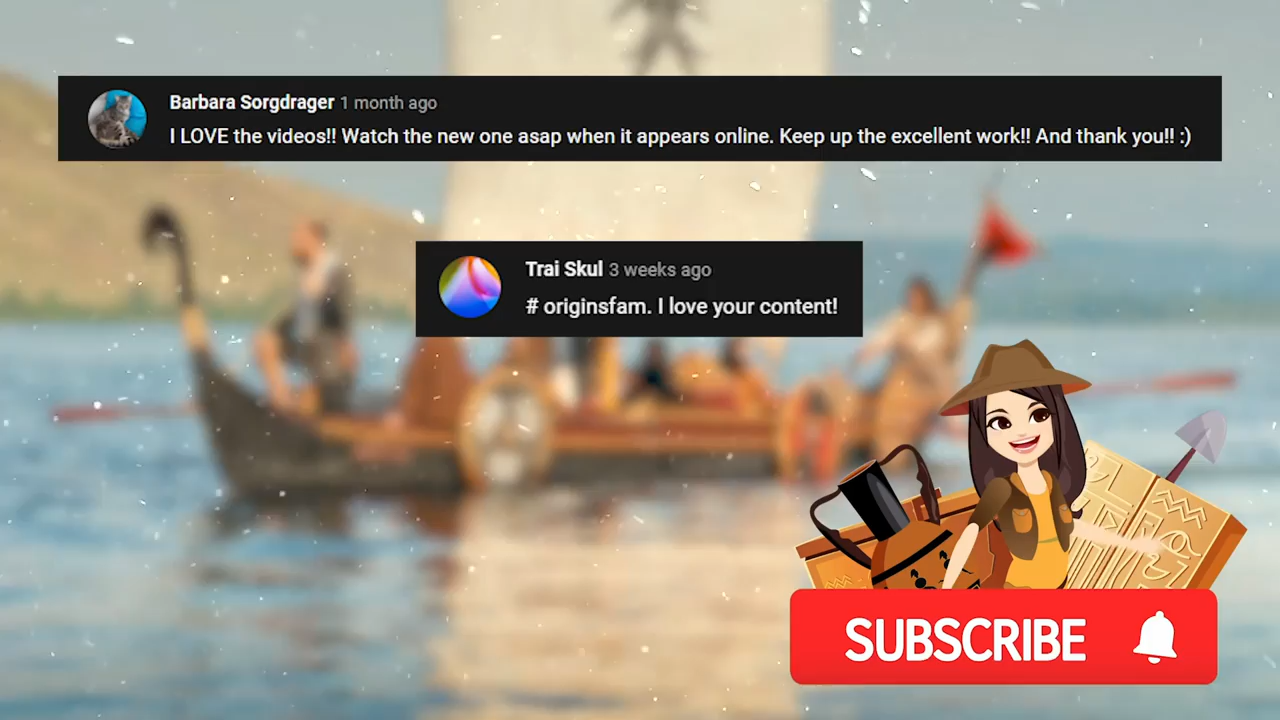 Barbara Sorgdrager 1 month ago
I LOVE the videos!! Watch the new one asap when it appears online. Keep up the excellent work!! And thank you!! :)
Trai Skul 3 weeks ago
# originsfam. I love your content!
SUBSCRIBE